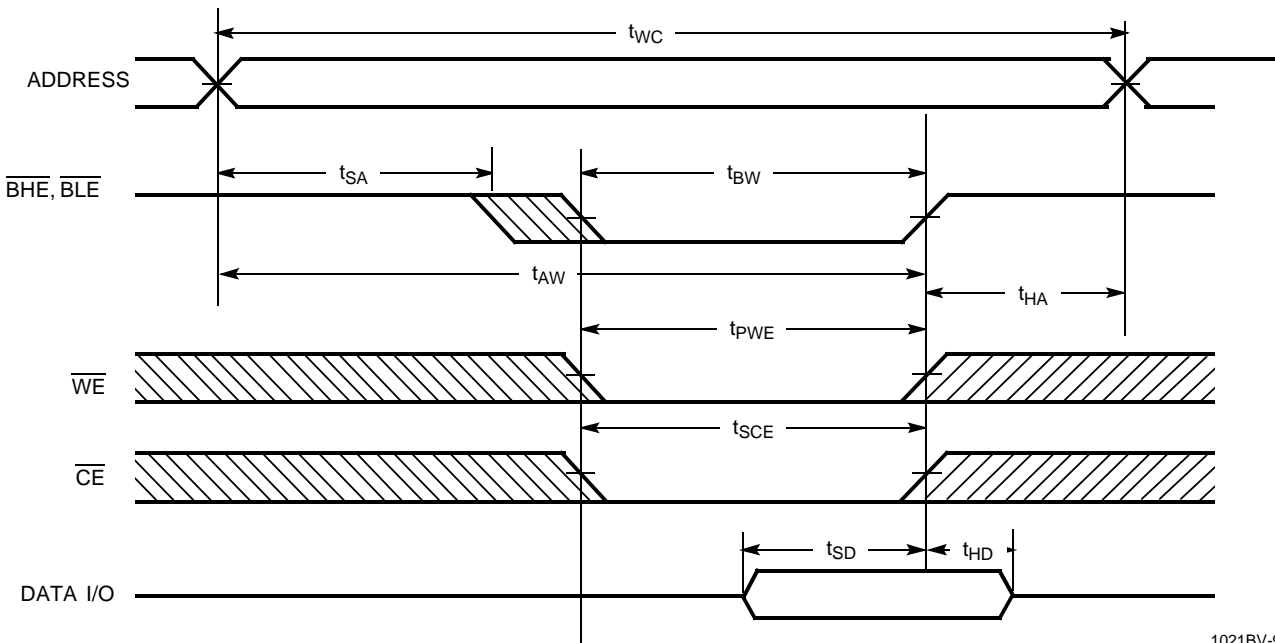 tWC
ADDRESS
tSA
tBW
BHE, BLE
tAW
tHA
tPWE
WE
tSCE
CE
tSD
tHD
DATA I/O